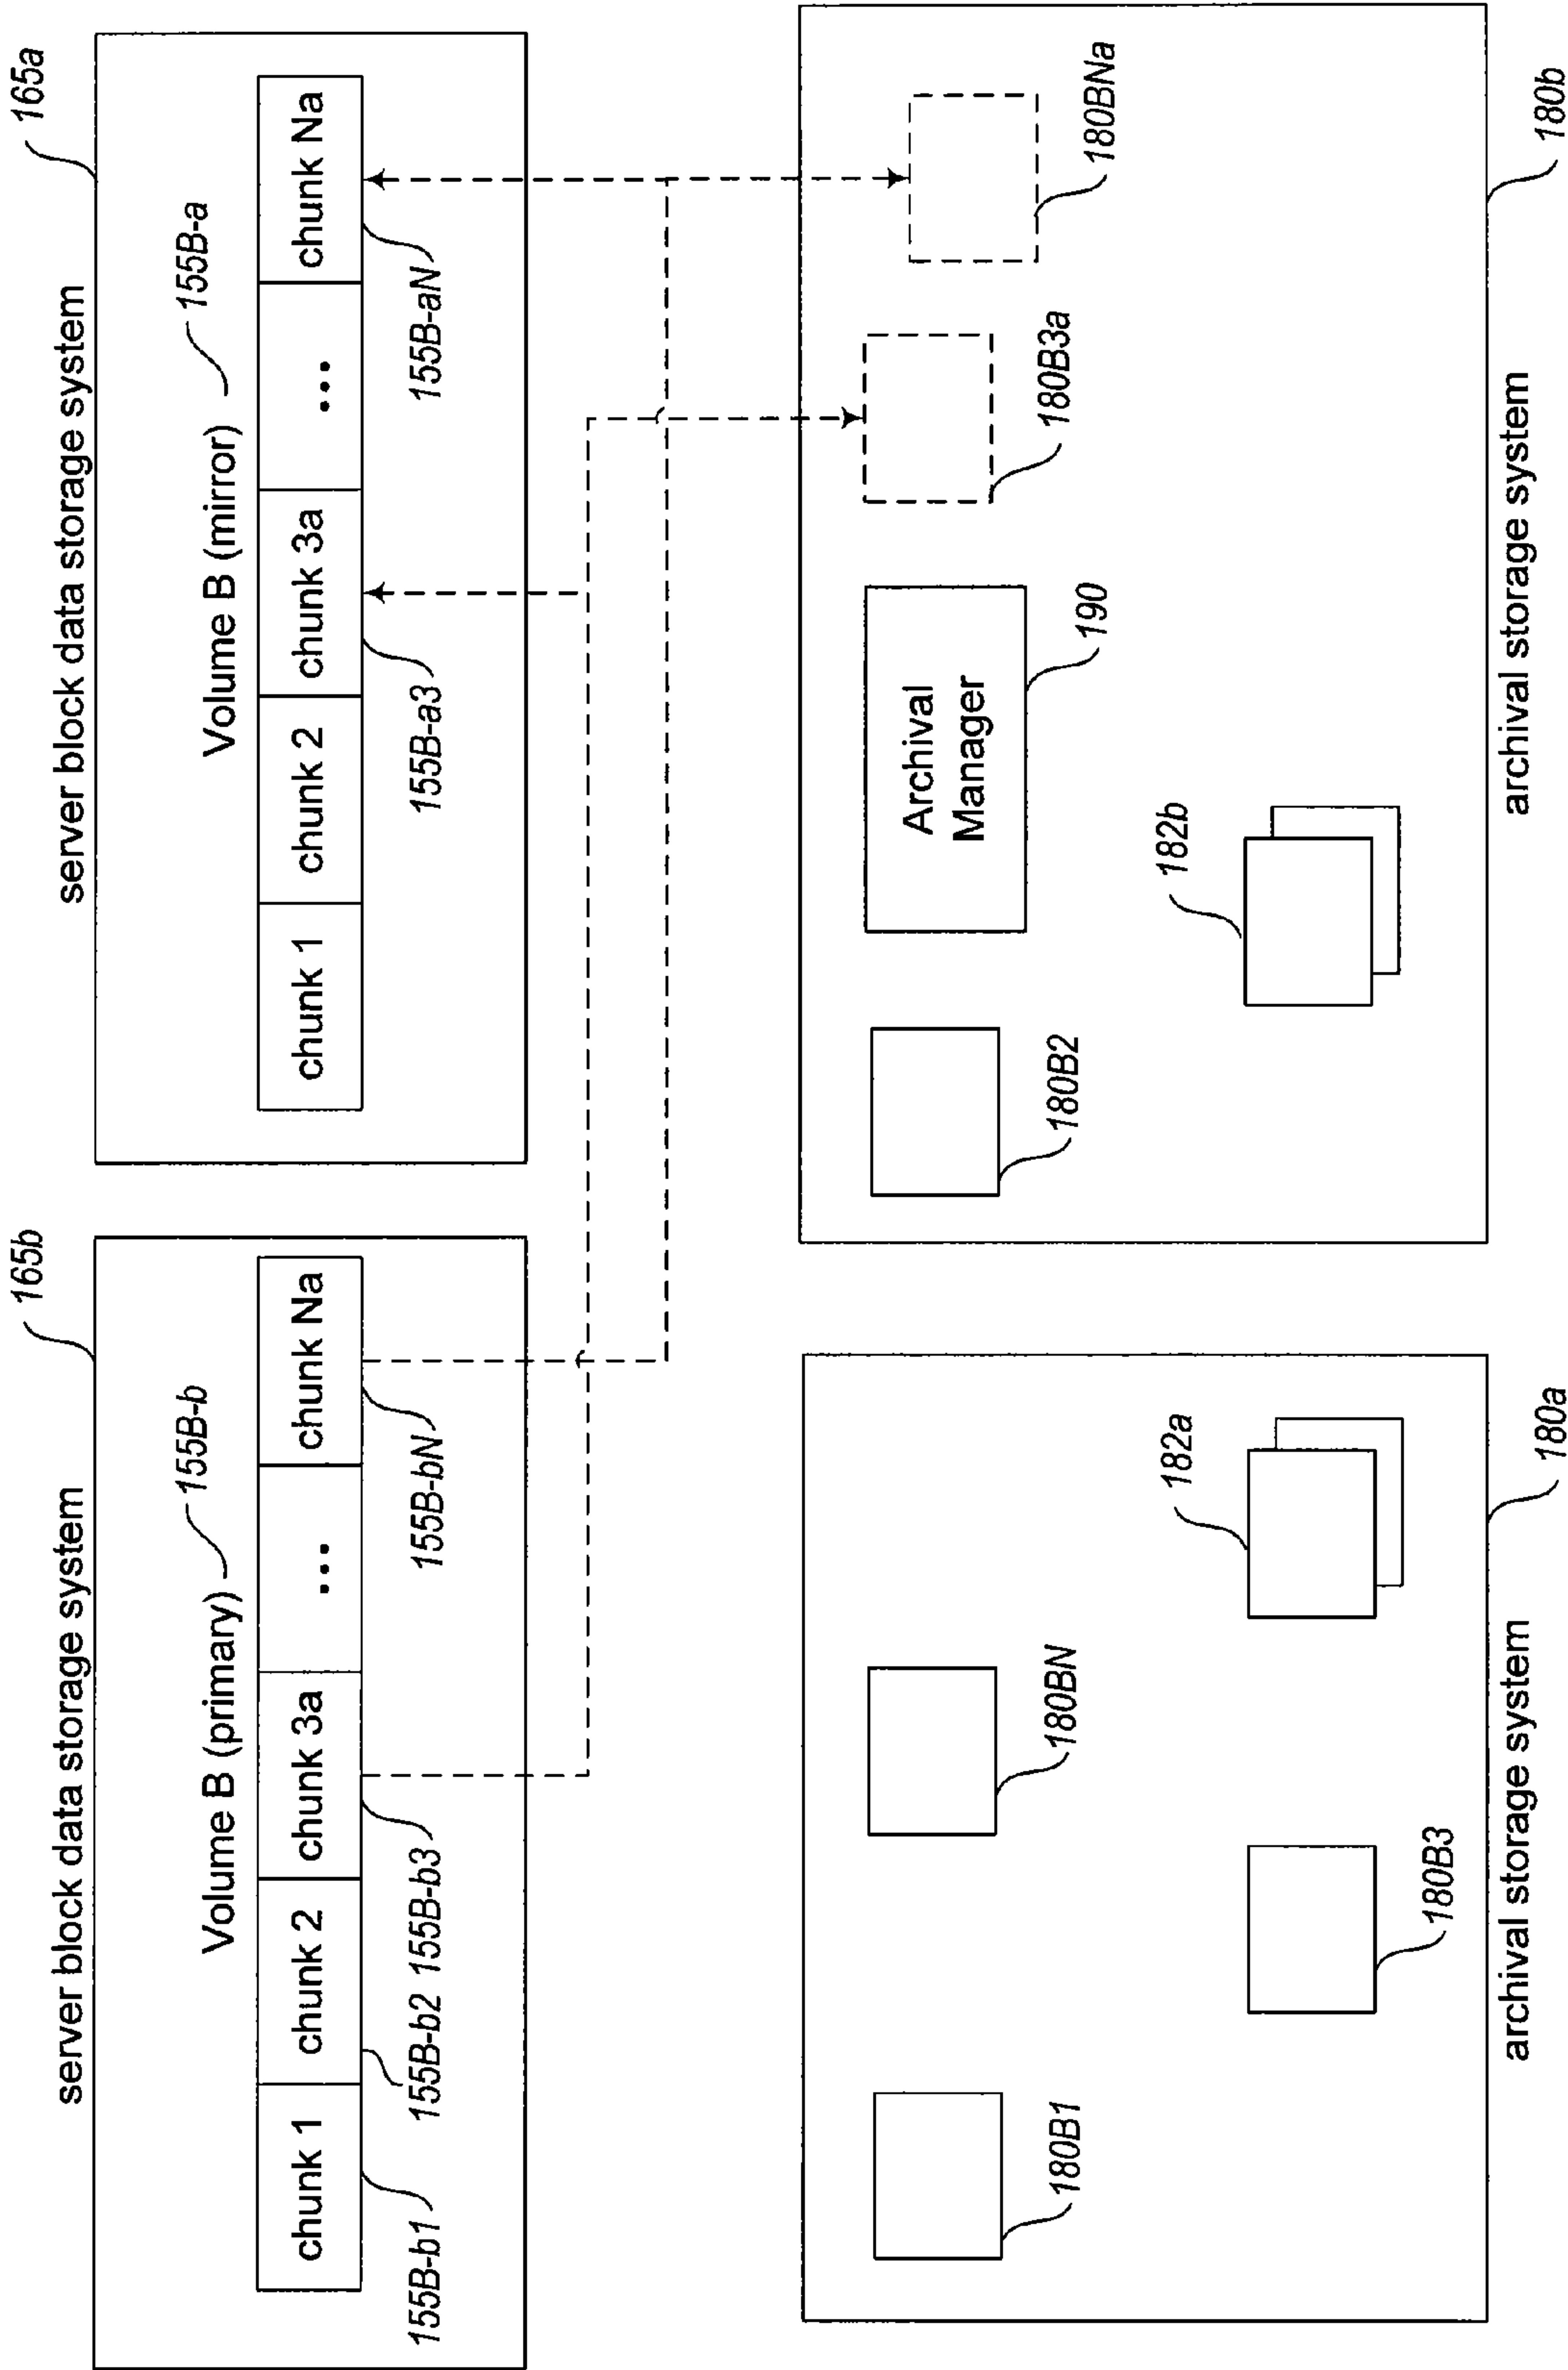 server block data storage system
165b
Volume B (primary)
155B-b
chunk 1
chunk 2
chunk 3a
...
chunk Na
155B-b1
155B-b2
155B-b3
155B-bN
server block data storage system
165a
Volume B (mirror)
155B-a
chunk 1
chunk 2
chunk 3a
...
chunk Na
155B-a3
155B-aN
180B1
180BN
180B3
182a
archival storage system
180a
180B2
Archival
Manager
190
180B3a
180BNa
182b
archival storage system
180b